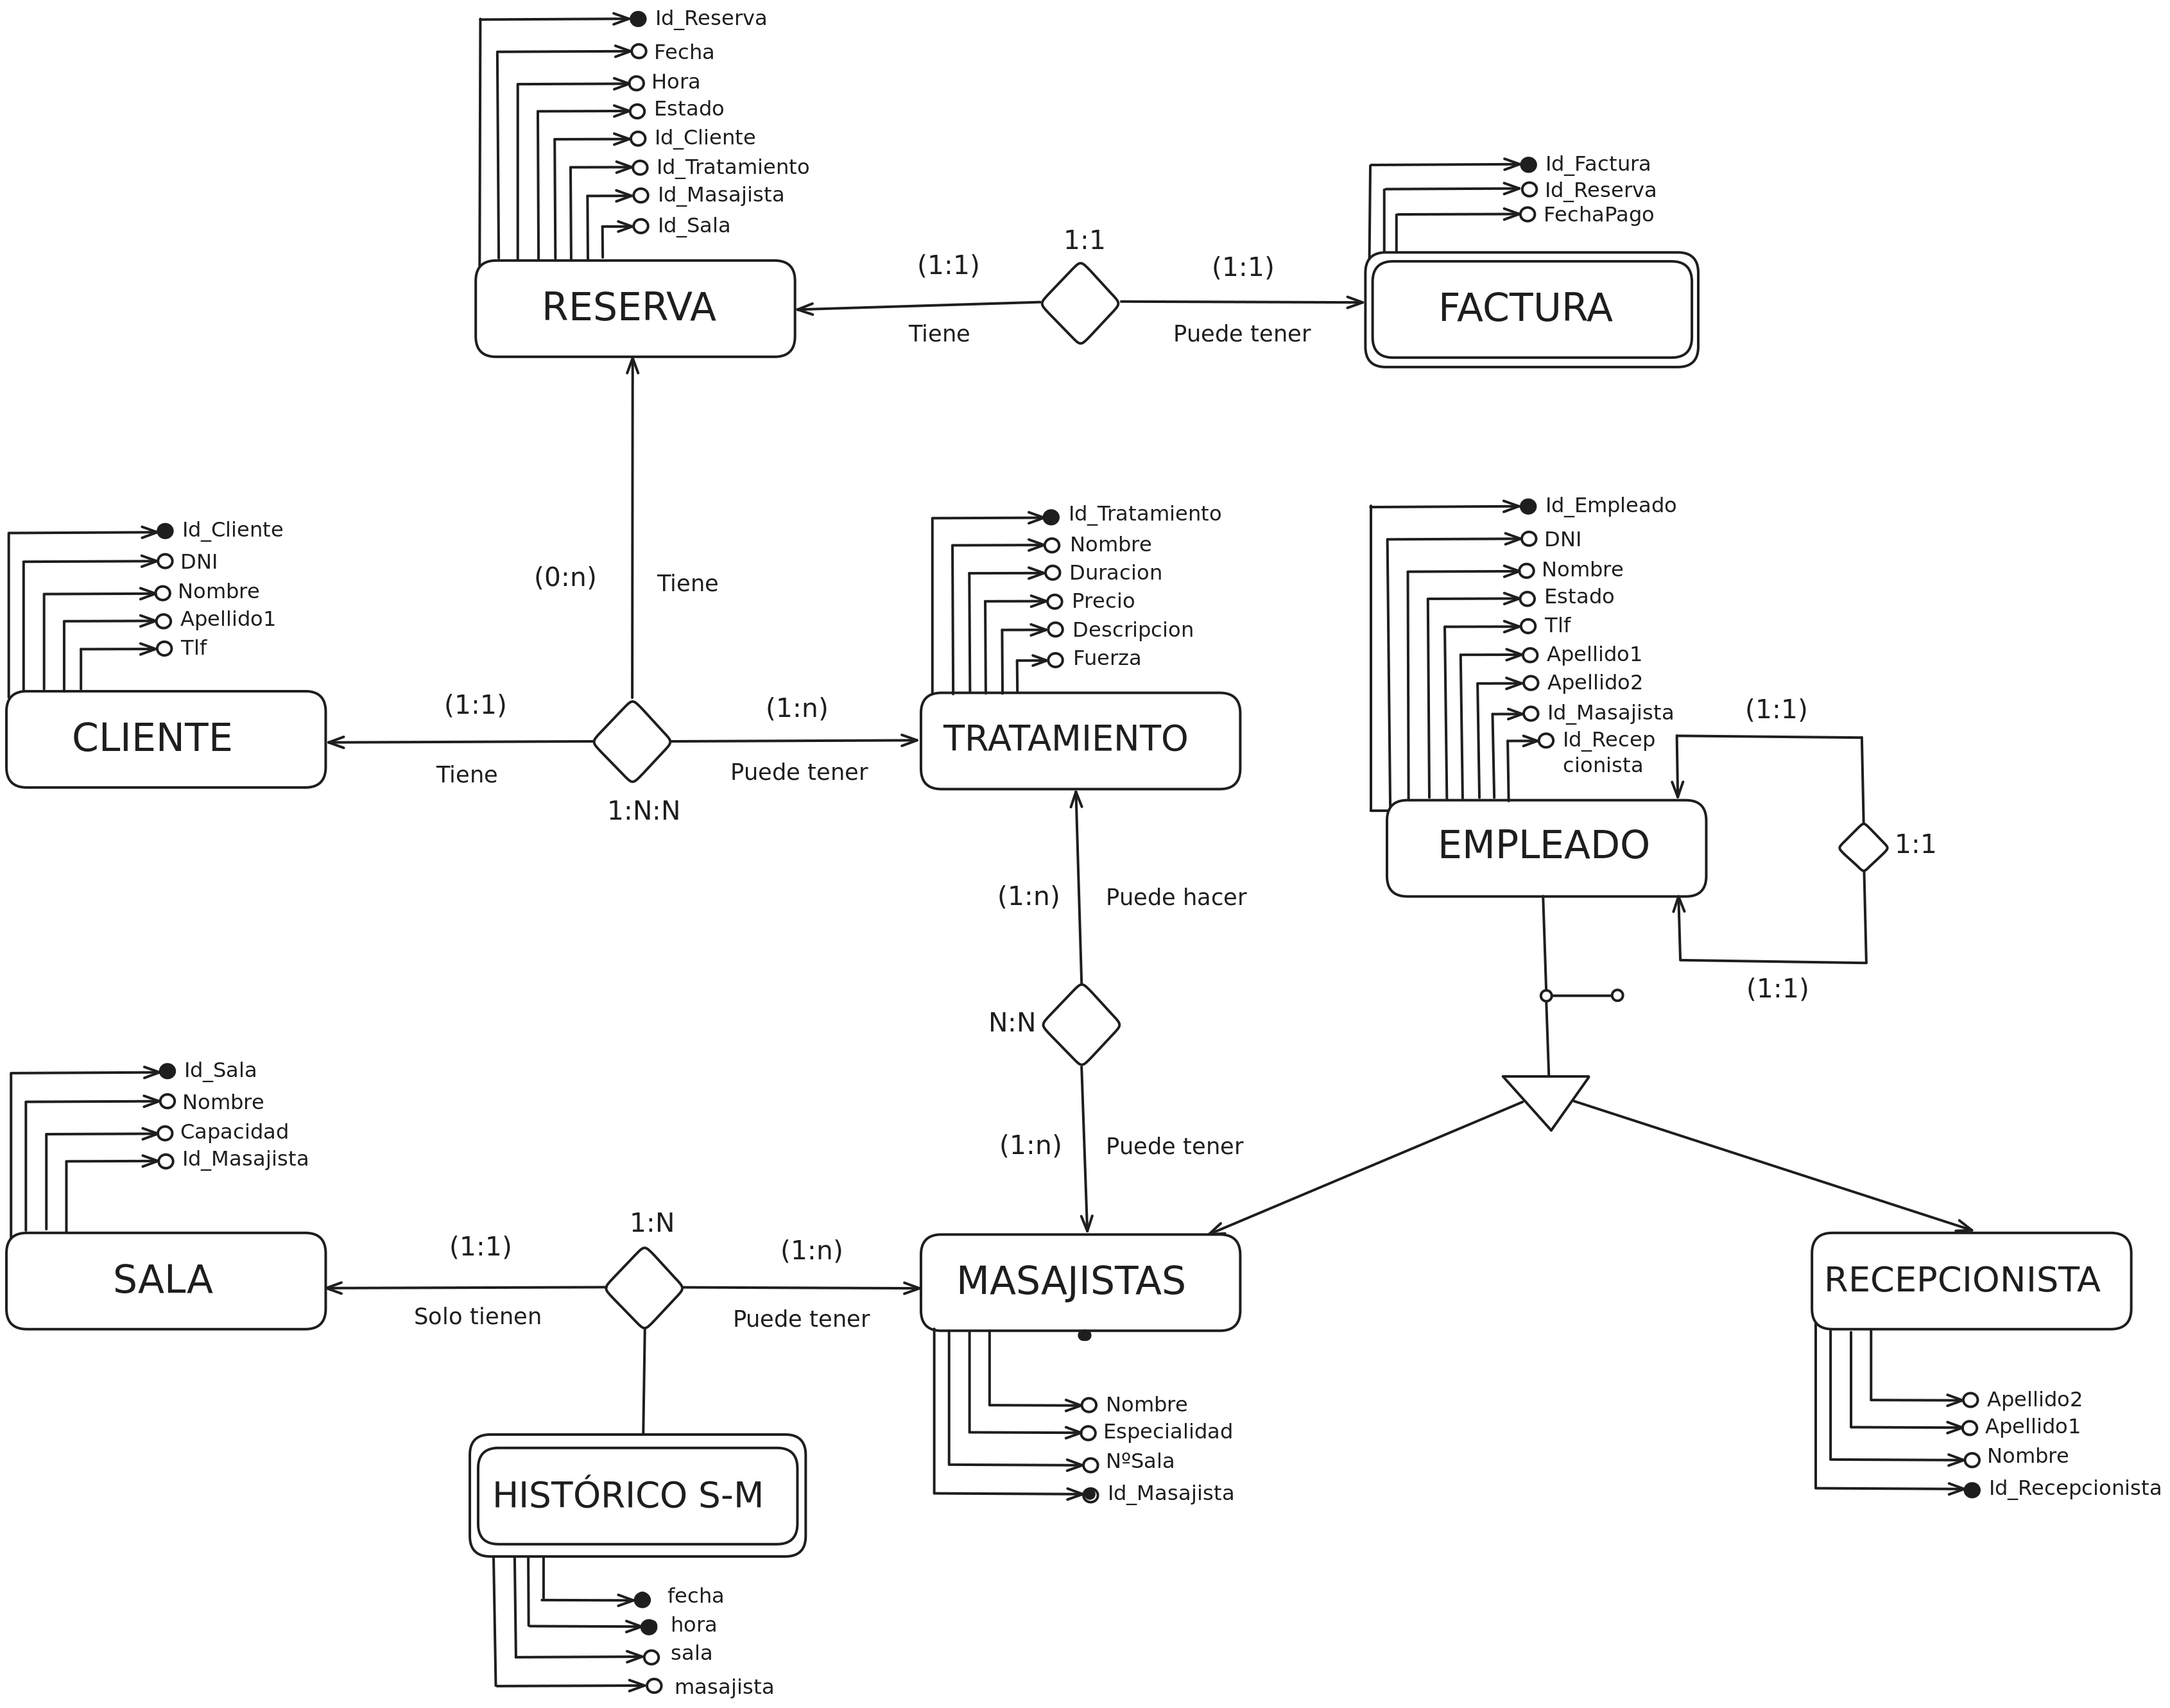 Id_Reserva
Fecha
Hora
Estado
Id_Cliente
Id_Tratamiento
Id_Masajista
Id_Sala
RESERVA
(1:1)
Tiene
1:1
(1:1)
Puede tener
Id_Factura
Id_Reserva
FechaPago
FACTURA
(0:n)
Tiene
Id_Cliente
DNI
Nombre
Apellido1
Tlf
CLIENTE
(1:1)
Tiene
1:N:N
(1:n)
Puede tener
Id_Tratamiento
Nombre
Duracion
Precio
Descripcion
Fuerza
TRATAMIENTO
Id_Empleado
DNI
Nombre
Estado
Tlf
Apellido1
Apellido2
Id_Masajista
Id_Recep
cionista
EMPLEADO
(1:1)
1:1
(1:1)
(1:n)
Puede hacer
N:N
(1:n)
Puede tener
Id_Sala
Nombre
Capacidad
Id_Masajista
SALA
(1:1)
Solo tienen
1:N
(1:n)
Puede tener
MASAJISTAS
Nombre
Especialidad
NºSala
Id_Masajista
RECEPCIONISTA
Apellido2
Apellido1
Nombre
Id_Recepcionista
HISTÓRICO S-M
fecha
hora
sala
masajista